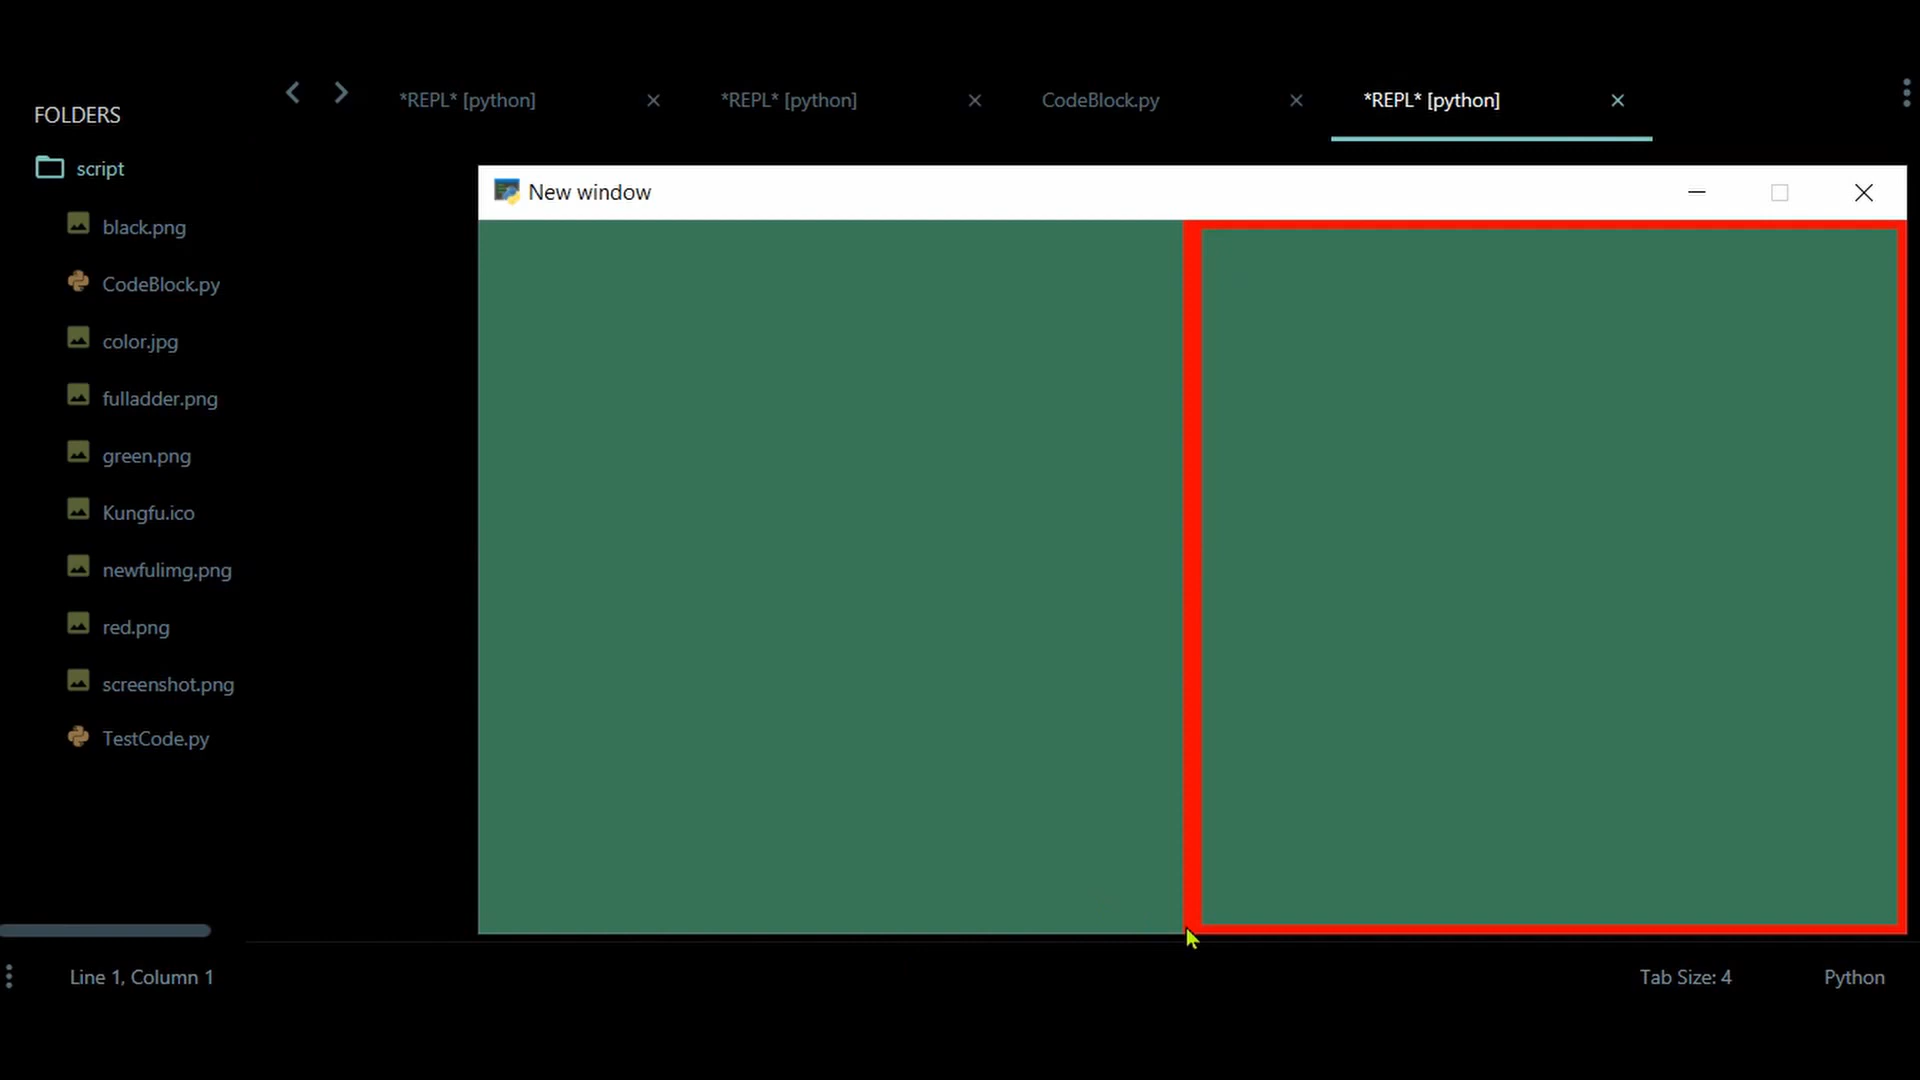 *REPL* [python]
*REPL* [python]
CodeBlock.py
*REPL* [python]
FOLDERS
script
black.png
CodeBlock.py
color.jpg
fulladder.png
green.png
Kungfu.ico
newfulimg.png
red.png
screenshot.png
TestCode.py
New window
Line 1, Column 1
Tab Size: 4
Python